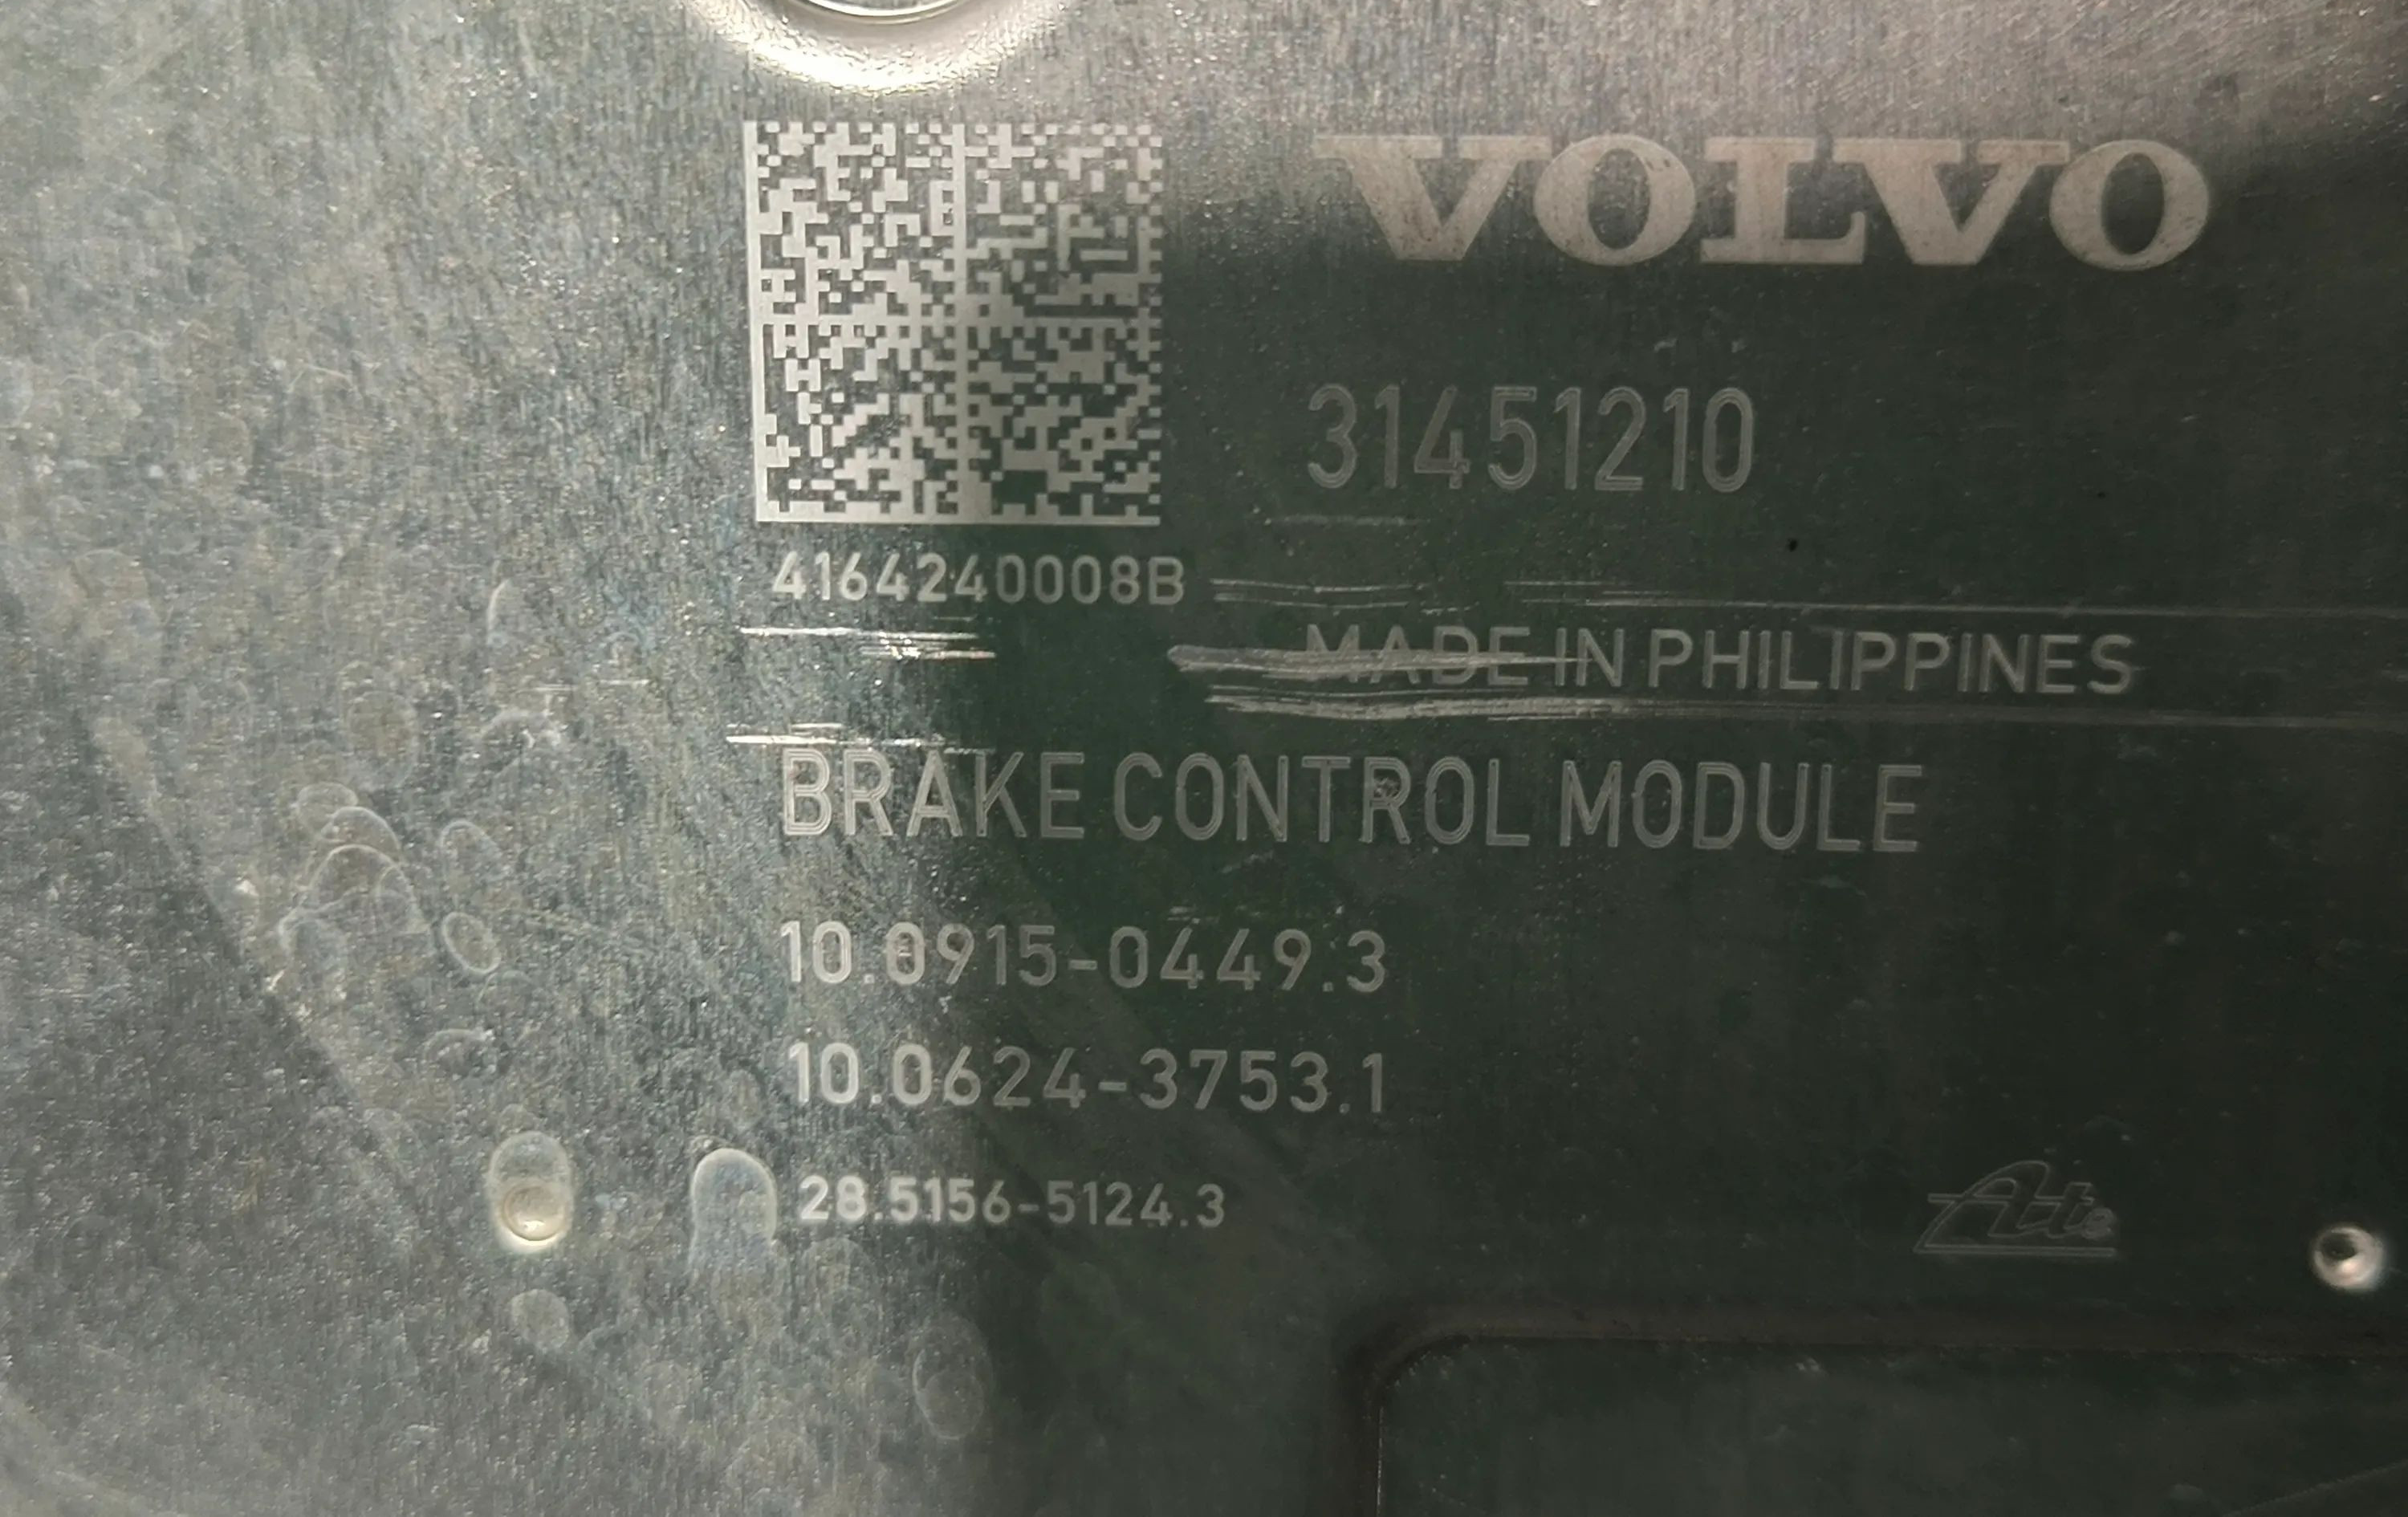 VOLVO
31451210
4164240008B
MADE IN PHILIPPINES
BRAKE CONTROL MODULE
10.0915-0449.3
10.0624-3753.1
28.5156-5124.3
Ate